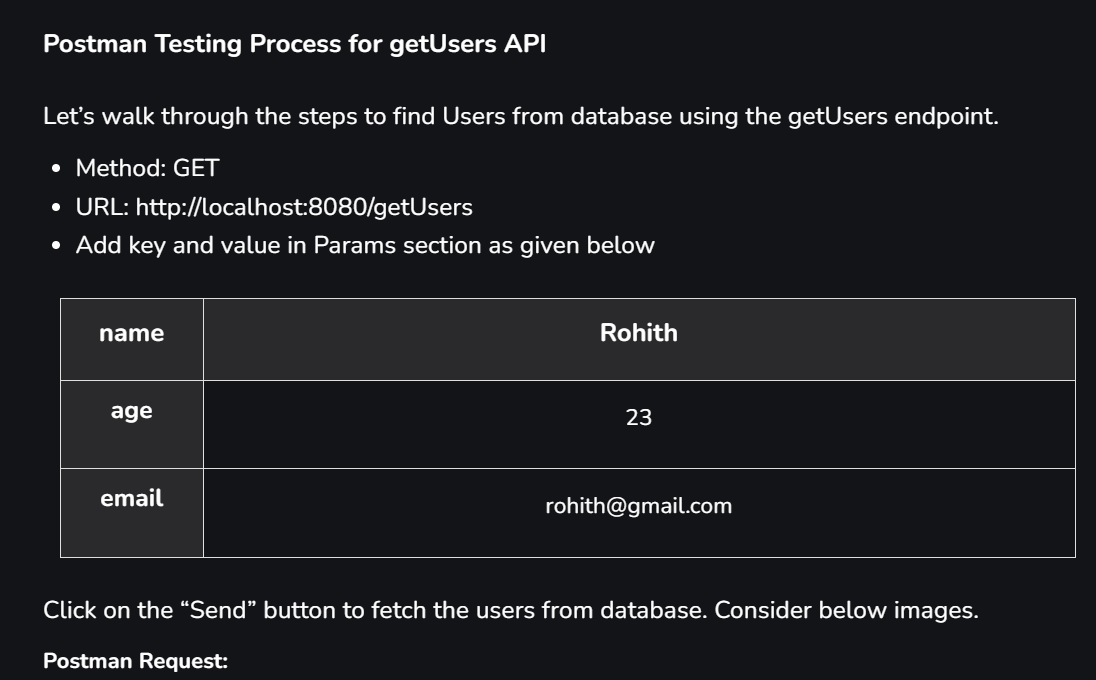 Postman Testing Process for getUsers API
Let’s walk through the steps to find Users from database using the getUsers endpoint.
Method: GET
URL: http://localhost:8080/getUsers
Add key and value in Params section as given below
name Rohith
age 23
email rohith@gmail.com
Click on the “Send” button to fetch the users from database. Consider below images.
Postman Request: